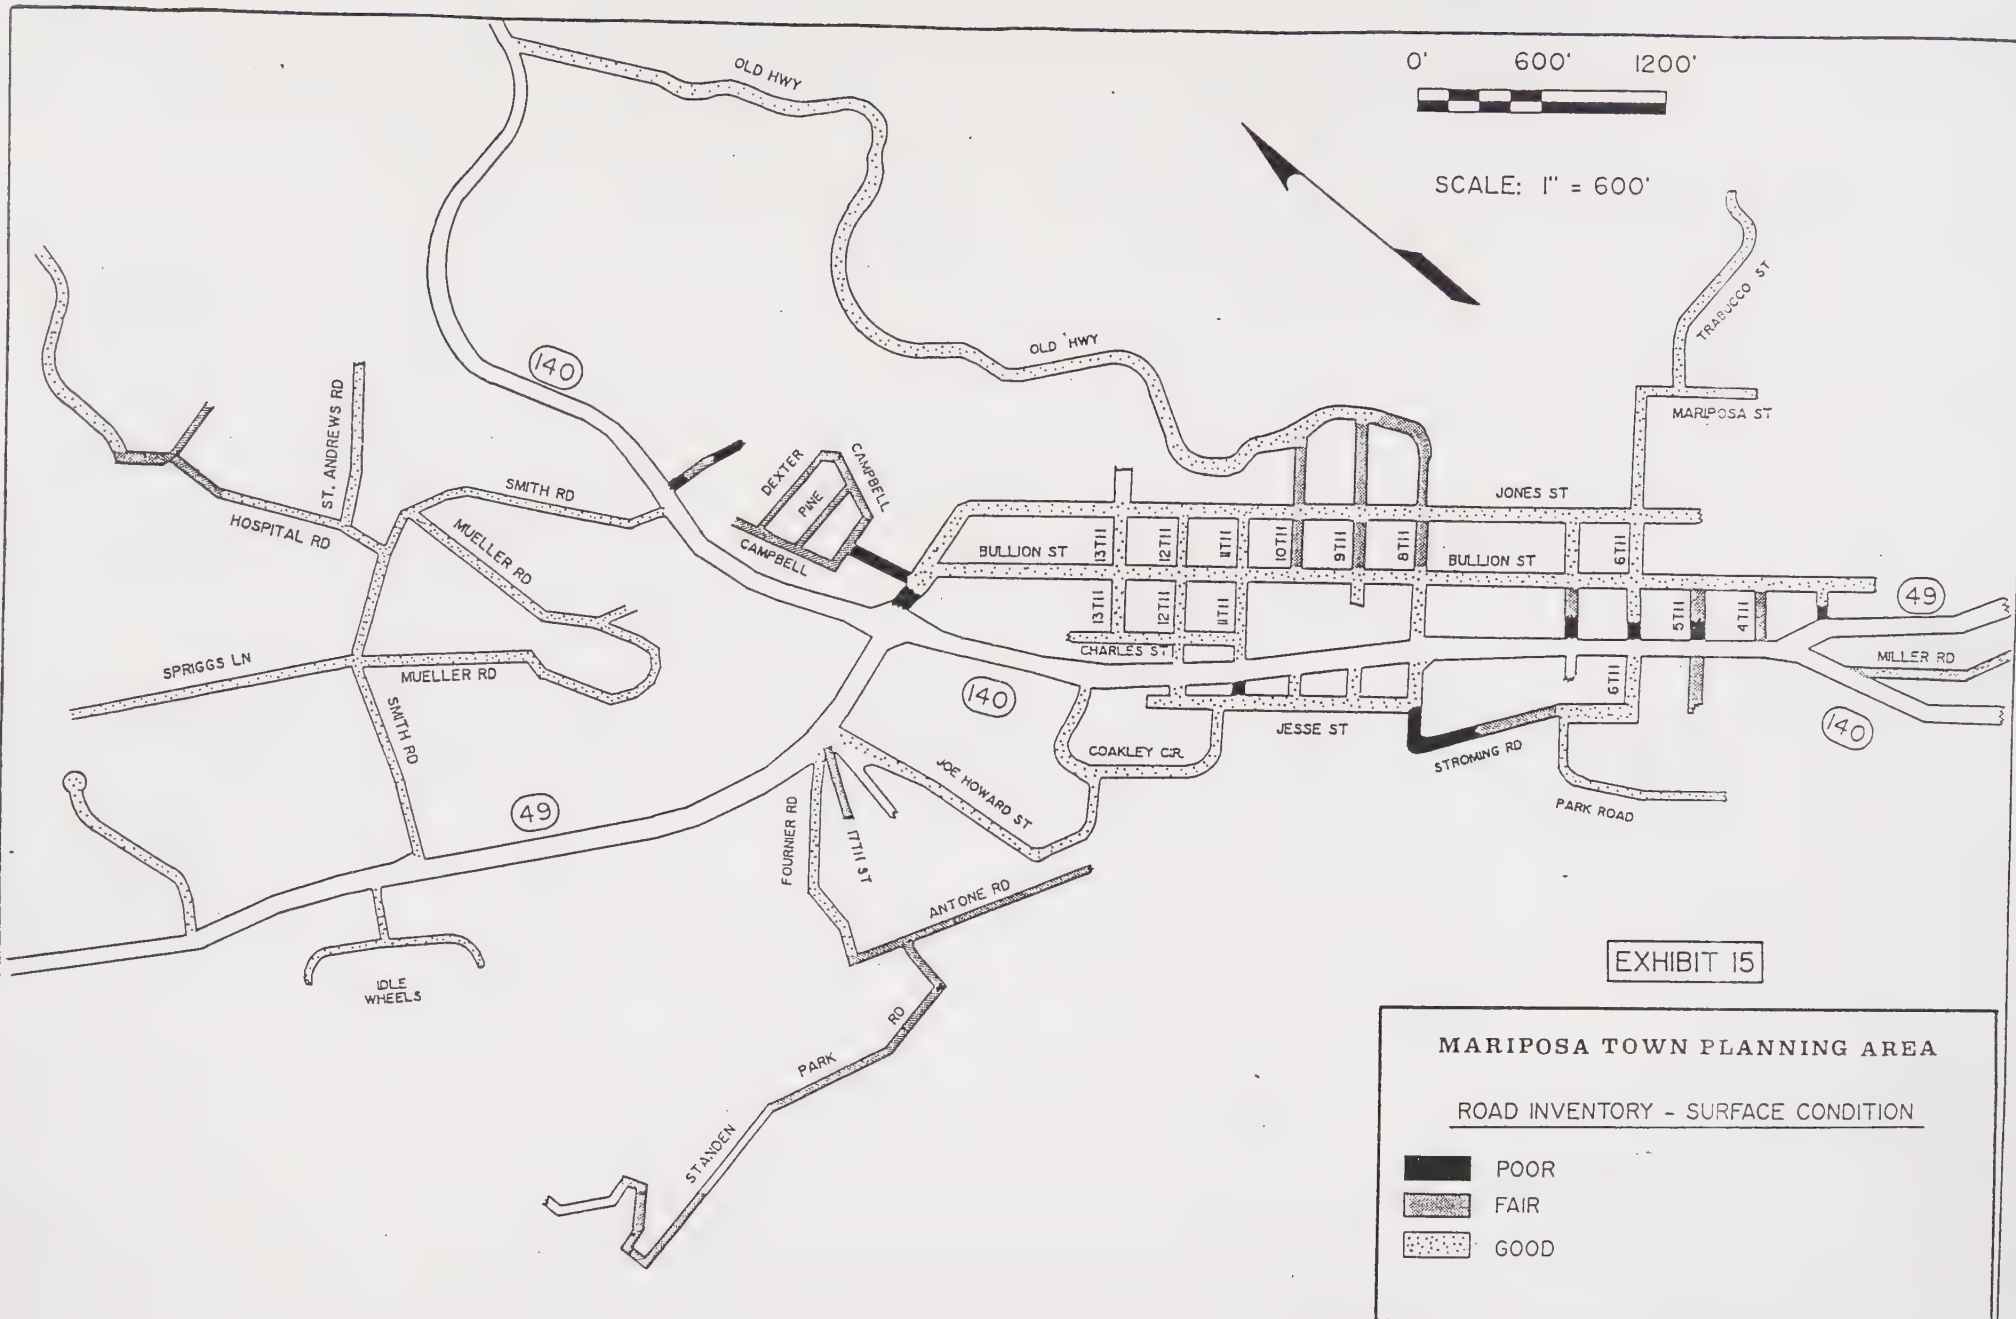 0' 600' 1200'
SCALE: 1" = 600'
OLD HWY
OLD HWY
TRABUCCO ST
MARIPOSA ST
140
ST. ANDREWS RD
HOSPITAL RD
SMITH RD
MUELLER RD
DEXTER
PINE
CAMPBELL
CAMPBELL
JONES ST
BULLION ST
13TH
12TH
11TH
10TH
9TH
8TH
BULLION ST
6TH
13TH
12TH
11TH
5TH
4TH
49
CHARLES ST
SPRIGGS LN
MUELLER RD
SMITH RD
140
6TH
MILLER RD
140
JESSE ST
COAKLEY CIR.
STROMING RD
PARK ROAD
49
JOE HOWARD ST
FOURNIER RD
17TH ST
ANTONE RD
IDLE
WHEELS
STANDEN PARK RD
EXHIBIT 15
MARIPOSA TOWN PLANNING AREA
ROAD INVENTORY - SURFACE CONDITION
POOR
FAIR
GOOD